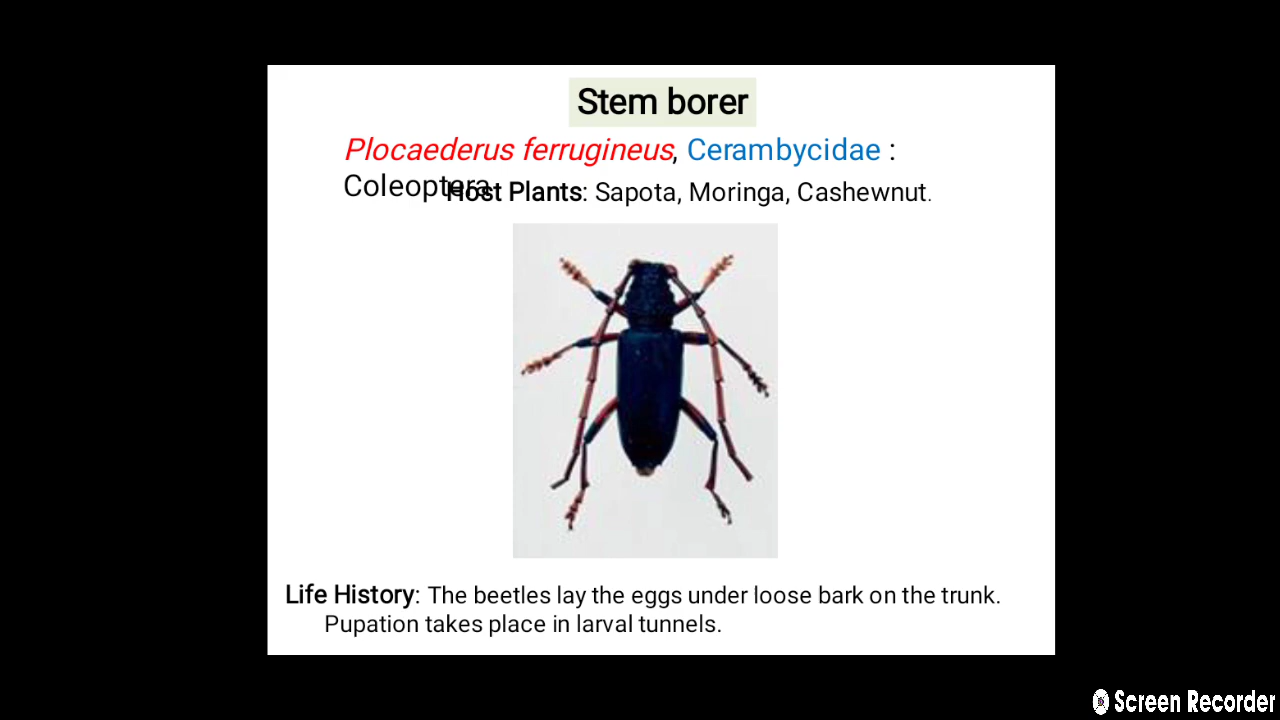 Stem borer
Plocaederus ferrugineus, Cerambycidae :
Coleoptera
Host Plants: Sapota, Moringa, Cashewnut.
Life History: The beetles lay the eggs under loose bark on the trunk.
Pupation takes place in larval tunnels.
Screen Recorder